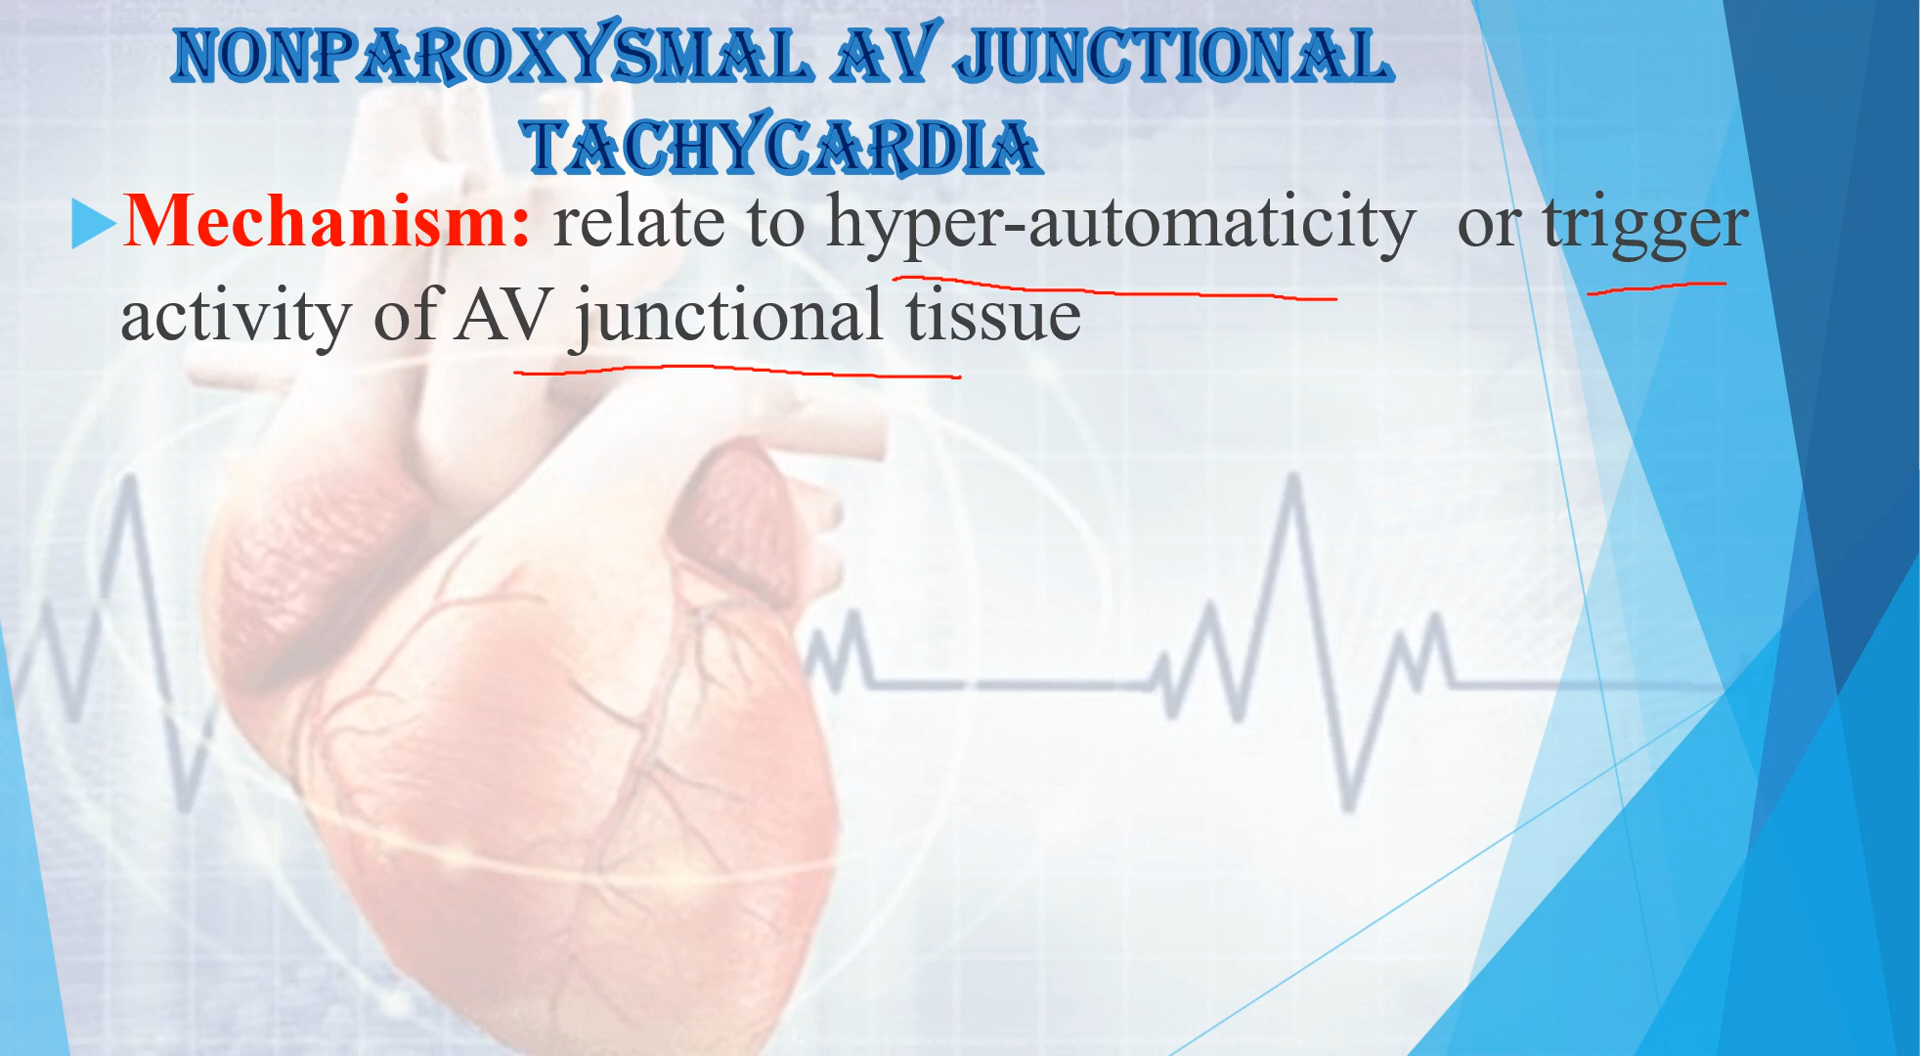 NONPAROXYSMAL AV JUNCTIONAL
TACHYCARDIA
Mechanism: relate to hyper-automaticity or trigger
activity of AV junctional tissue